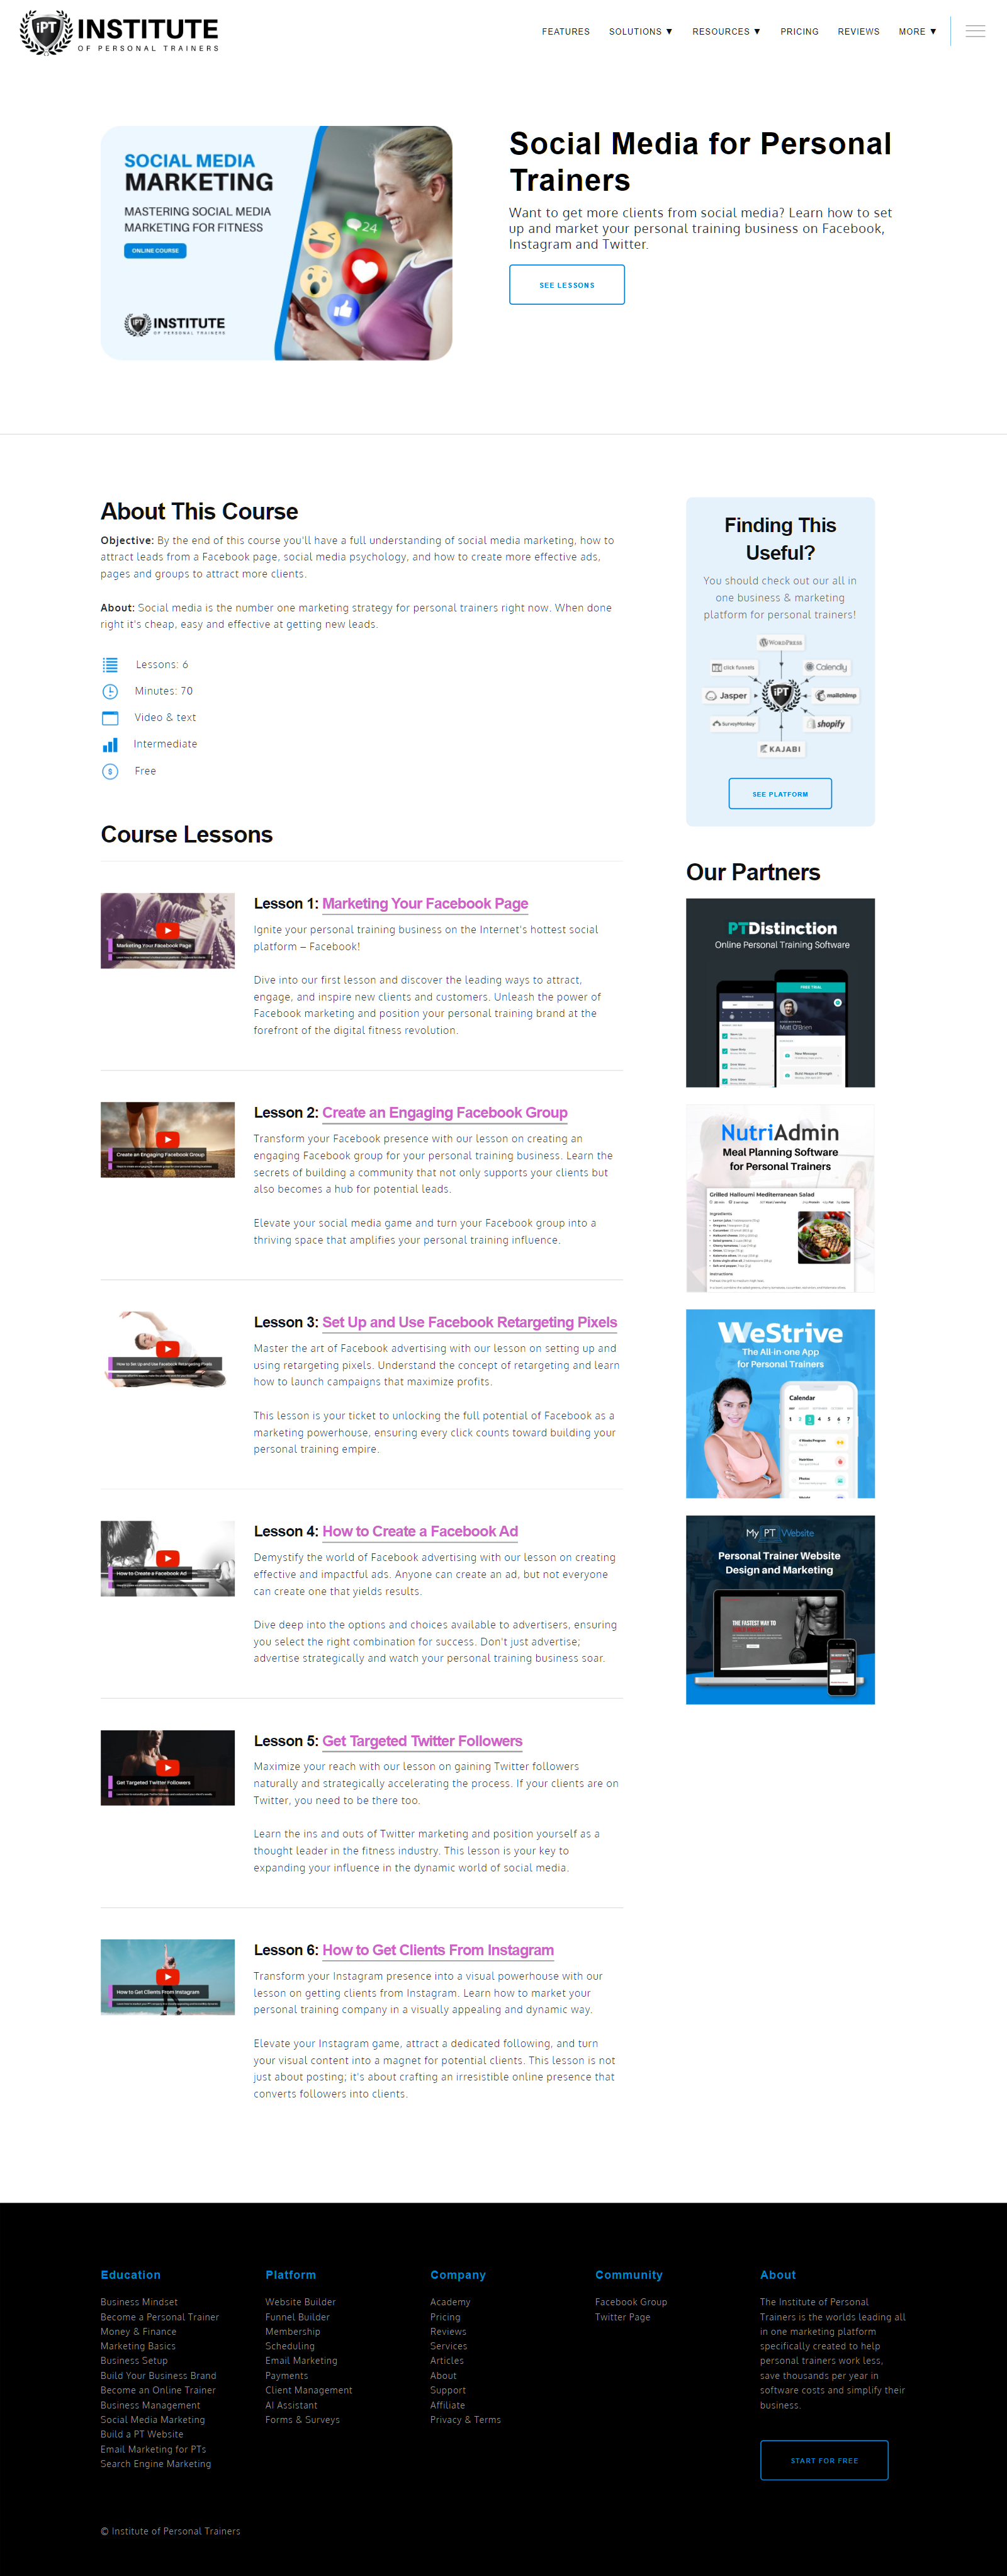 iPT INSTITUTE
OF PERSONAL TRAINERS
FEATURES SOLUTIONS ▼ RESOURCES ▼ PRICING REVIEWS MORE ▼
SOCIAL MEDIA
MARKETING
MASTERING SOCIAL MEDIA
MARKETING FOR FITNESS
ONLINE COURSE
24
iPT INSTITUTE
OF PERSONAL TRAINERS
Social Media for Personal
Trainers
Want to get more clients from social media? Learn how to set
up and market your personal training business on Facebook,
Instagram and Twitter.
SEE LESSONS
About This Course
Objective: By the end of this course you'll have a full understanding of social media marketing, how to
attract leads from a Facebook page, social media psychology, and how to create more effective ads,
pages and groups to attract more clients.
About: Social media is the number one marketing strategy for personal trainers right now. When done
right it's cheap, easy and effective at getting new leads.
Lessons: 6
Minutes: 70
Video & text
Intermediate
Free
Course Lessons
Marketing Your Facebook Page
Lesson 1: Marketing Your Facebook Page
Ignite your personal training business on the Internet's hottest social
platform – Facebook!
Dive into our first lesson and discover the leading ways to attract,
engage, and inspire new clients and customers. Unleash the power of
Facebook marketing and position your personal training brand at the
forefront of the digital fitness revolution.
Create an Engaging Facebook Group
Lesson 2: Create an Engaging Facebook Group
Transform your Facebook presence with our lesson on creating an
engaging Facebook group for your personal training business. Learn the
secrets of building a community that not only supports your clients but
also becomes a hub for potential leads.
Elevate your social media game and turn your Facebook group into a
thriving space that amplifies your personal training influence.
How to Set Up and Use Facebook Retargeting Pixels
Lesson 3: Set Up and Use Facebook Retargeting Pixels
Master the art of Facebook advertising with our lesson on setting up and
using retargeting pixels. Understand the concept of retargeting and learn
how to launch campaigns that maximize profits.
This lesson is your ticket to unlocking the full potential of Facebook as a
marketing powerhouse, ensuring every click counts toward building your
personal training empire.
How to Create a Facebook Ad
Lesson 4: How to Create a Facebook Ad
Demystify the world of Facebook advertising with our lesson on creating
effective and impactful ads. Anyone can create an ad, but not everyone
can create one that yields results.
Dive deep into the options and choices available to advertisers, ensuring
you select the right combination for success. Don't just advertise;
advertise strategically and watch your personal training business soar.
Get Targeted Twitter Followers
Lesson 5: Get Targeted Twitter Followers
Maximize your reach with our lesson on gaining Twitter followers
naturally and strategically accelerating the process. If your clients are on
Twitter, you need to be there too.
Learn the ins and outs of Twitter marketing and position yourself as a
thought leader in the fitness industry. This lesson is your key to
expanding your influence in the dynamic world of social media.
How to Get Clients From Instagram
Lesson 6: How to Get Clients From Instagram
Transform your Instagram presence into a visual powerhouse with our
lesson on getting clients from Instagram. Learn how to market your
personal training company in a visually appealing and dynamic way.
Elevate your Instagram game, attract a dedicated following, and turn
your visual content into a magnet for potential clients. This lesson is not
just about posting; it's about crafting an irresistible online presence that
converts followers into clients.
Finding This
Useful?
You should check out our all in
one business & marketing
platform for personal trainers!
WORDPRESS
click funnels
Calendly
Jasper
iPT
mailchimp
SurveyMonkey
shopify
KAJABI
SEE PLATFORM
Our Partners
PTDistinction
Online Personal Training Software
FREE TRIAL
Matt O'Brien
NutriAdmin
Meal Planning Software
for Personal Trainers
Grilled Halloumi Mediterranean Salad
Ingredients
Instructions
WeStrive
The All-in-one App
for Personal Trainers
Calendar
1 2 3 4 5 6 7
4 Weeks Program
Nutrition
Photos
My PT Website
Personal Trainer Website
Design and Marketing
THE FASTEST WAY TO
Education
Business Mindset
Become a Personal Trainer
Money & Finance
Marketing Basics
Business Setup
Build Your Business Brand
Become an Online Trainer
Business Management
Social Media Marketing
Build a PT Website
Email Marketing for PTs
Search Engine Marketing
Platform
Website Builder
Funnel Builder
Membership
Scheduling
Email Marketing
Payments
Client Management
AI Assistant
Forms & Surveys
Company
Academy
Pricing
Reviews
Services
Articles
About
Support
Affiliate
Privacy & Terms
Community
Facebook Group
Twitter Page
About
The Institute of Personal
Trainers is the worlds leading all
in one marketing platform
specifically created to help
personal trainers work less,
save thousands per year in
software costs and simplify their
business.
START FOR FREE
© Institute of Personal Trainers